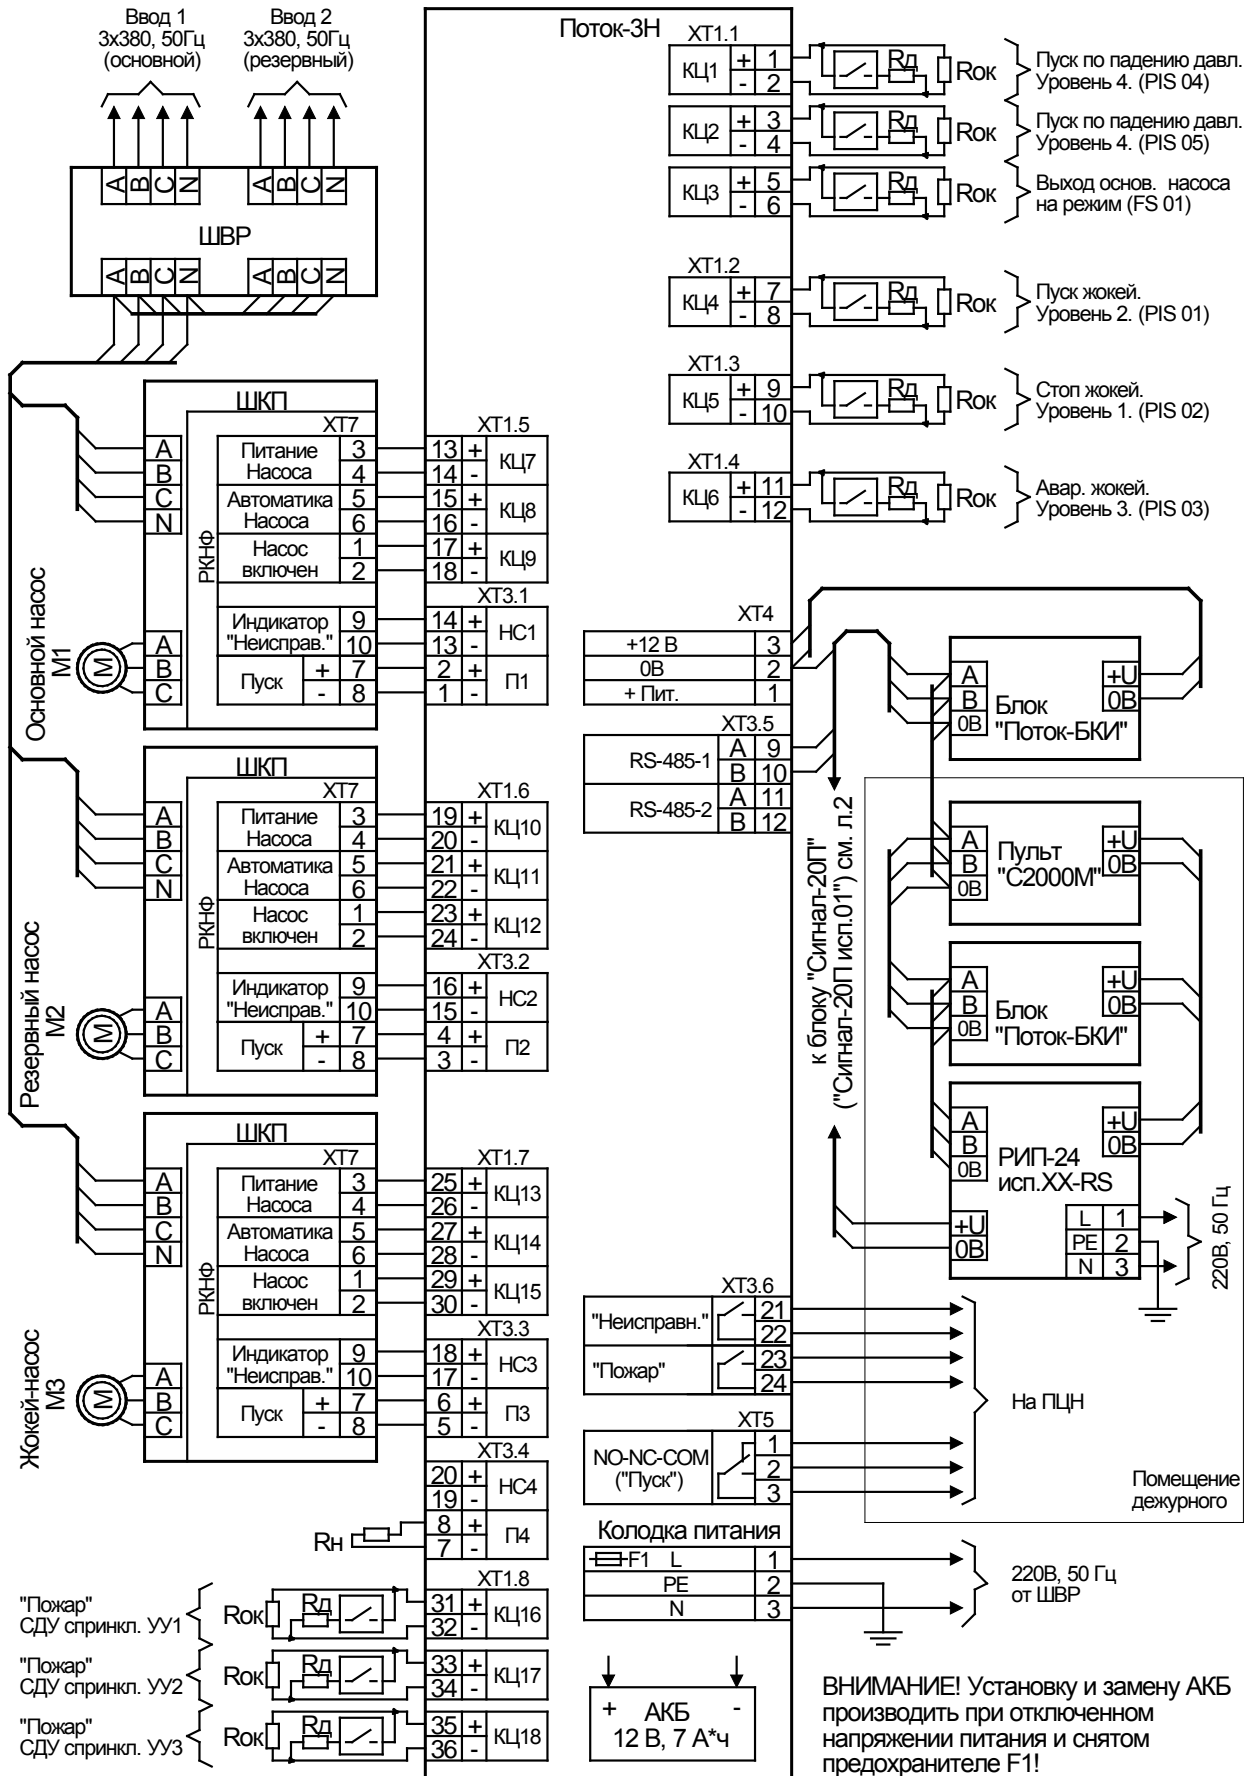 Ввод 1
3х380, 50Гц
(основной)
Ввод 2
3х380, 50Гц
(резервный)
A B C N
A B C N
ШВР
A B C N
A B C N
Поток-3Н
XT1.1
КЦ1 + 1
- 2
Rд
Rок
Пуск по падению давл.
Уровень 4. (PIS 04)
КЦ2 + 3
- 4
Rд
Rок
Пуск по падению давл.
Уровень 4. (PIS 05)
КЦ3 + 5
- 6
Rд
Rок
Выход основ. насоса
на режим (FS 01)
XT1.2
КЦ4 + 7
- 8
Rд
Rок
Пуск жокей.
Уровень 2. (PIS 01)
XT1.3
КЦ5 + 9
- 10
Rд
Rок
Стоп жокей.
Уровень 1. (PIS 02)
XT1.4
КЦ6 + 11
- 12
Rд
Rок
Авар. жокей.
Уровень 3. (PIS 03)
Основной насос
М1
М
A
B
C
N
A
B
C
ШКП
РКНФ
XT7
Питание
Насоса
3
4
Автоматика
Насоса
5
6
Насос
включен
1
2
Индикатор
"Неисправ."
9
10
Пуск
+ 7
- 8
XT1.5
13 +
14 -
КЦ7
15 +
16 -
КЦ8
17 +
18 -
КЦ9
XT3.1
14 +
13 -
НС1
2 +
1 -
П1
Резервный насос
М2
М
A
B
C
N
A
B
C
ШКП
РКНФ
XT7
Питание
Насоса
3
4
Автоматика
Насоса
5
6
Насос
включен
1
2
Индикатор
"Неисправ."
9
10
Пуск
+ 7
- 8
XT1.6
19 +
20 -
КЦ10
21 +
22 -
КЦ11
23 +
24 -
КЦ12
XT3.2
16 +
15 -
НС2
4 +
3 -
П2
Жокей-насос
М3
М
A
B
C
N
A
B
C
ШКП
РКНФ
XT7
Питание
Насоса
3
4
Автоматика
Насоса
5
6
Насос
включен
1
2
Индикатор
"Неисправ."
9
10
Пуск
+ 7
- 8
XT1.7
25 +
26 -
КЦ13
27 +
28 -
КЦ14
29 +
30 -
КЦ15
XT3.3
18 +
17 -
НС3
6 +
5 -
П3
XT3.4
20 +
19 -
НС4
Rн
8 +
7 -
П4
XT1.8
"Пожар"
СДУ спринкл. УУ1
Rок
Rд
31 +
32 -
КЦ16
"Пожар"
СДУ спринкл. УУ2
Rок
Rд
33 +
34 -
КЦ17
"Пожар"
СДУ спринкл. УУ3
Rок
Rд
35 +
36 -
КЦ18
XT4
+12 В 3
0В 2
+ Пит. 1
XT3.5
RS-485-1
A 9
B 10
RS-485-2
A 11
B 12
к блоку "Сигнал-20П"
("Сигнал-20П исп.01") см. л.2
A
B
0В
Блок
"Поток-БКИ"
+U
0В
A
B
0В
Пульт
"С2000М"
+U
0В
A
B
0В
Блок
"Поток-БКИ"
+U
0В
A
B
0В
РИП-24
исп.XX-RS
+U
0В
+U
0В
L 1
PE 2
N 3
220В, 50 Гц
XT3.6
"Неисправн."
21
22
"Пожар"
23
24
XT5
NO-NC-COM
("Пуск")
1
2
3
На ПЦН
Помещение
дежурного
Колодка питания
F1 L 1
PE 2
N 3
220В, 50 Гц
от ШВР
+ -
АКБ
12 В, 7 А*ч
ВНИМАНИЕ! Установку и замену АКБ
производить при отключенном
напряжении питания и снятом
предохранителе F1!